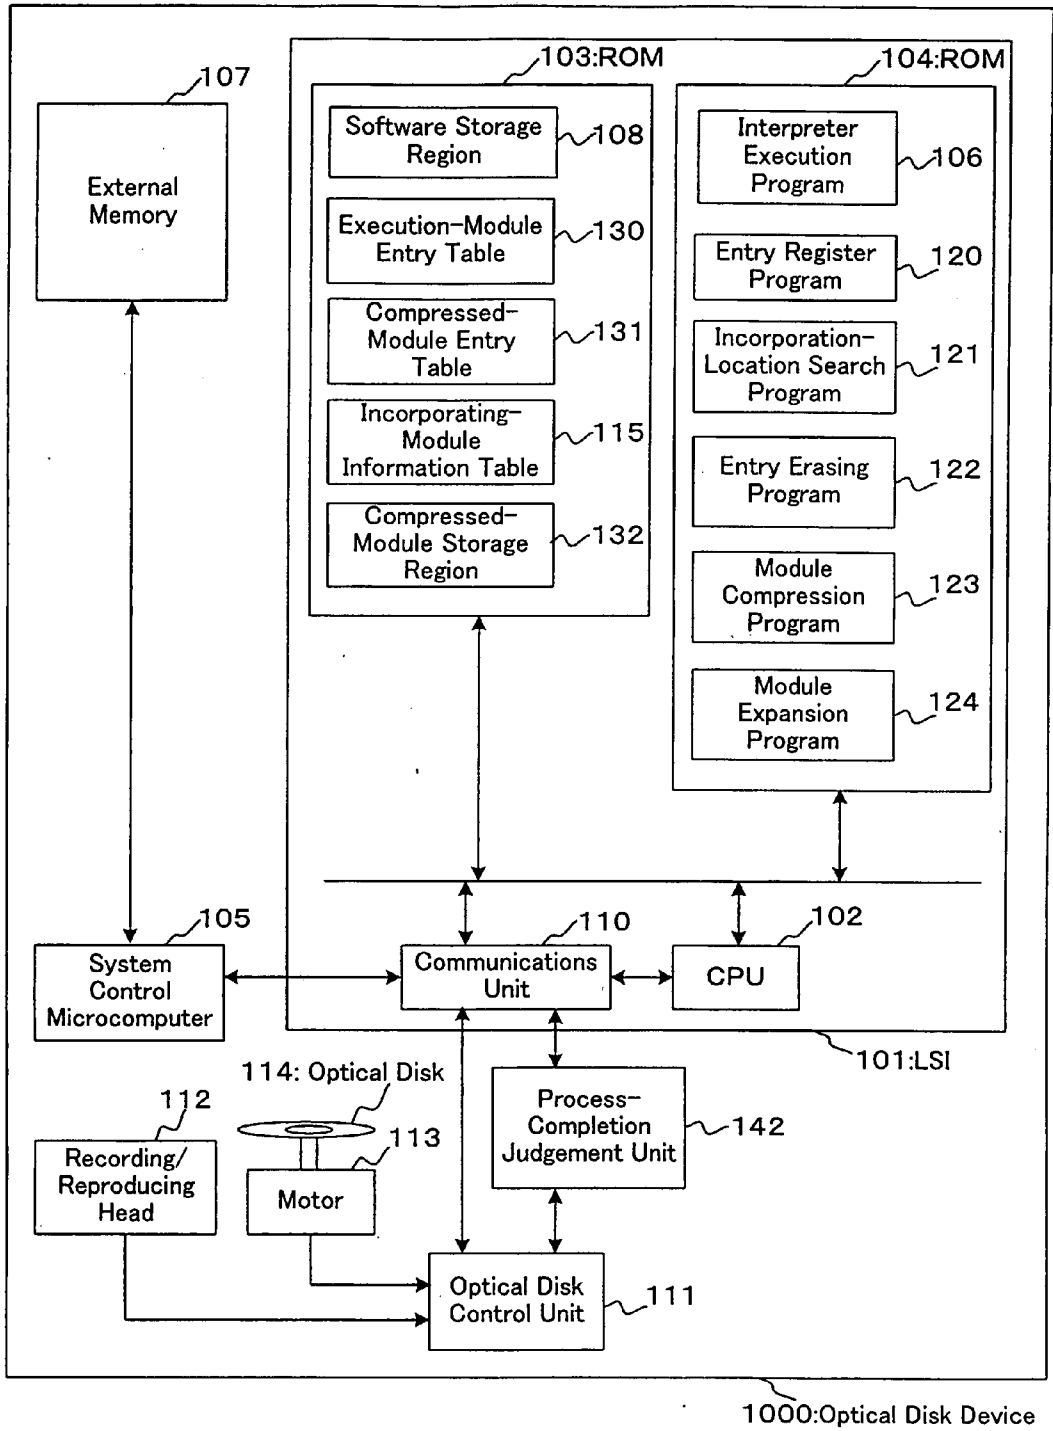 103:ROM
104:ROM
107
Software Storage
Region
108
Interpreter
Execution
Program
106
External
Memory
Execution-Module
Entry Table
130
Entry Register
Program
120
Compressed-
Module Entry
Table
131
Incorporation-
Location Search
Program
121
Incorporating-
Module
Information Table
115
Entry Erasing
Program
122
Compressed-
Module Storage
Region
132
Module
Compression
Program
123
Module
Expansion
Program
124
105
110
102
System
Control
Microcomputer
Communications
Unit
CPU
101:LSI
114: Optical Disk
112
113
Process-
Completion
Judgement Unit
142
Recording/
Reproducing
Head
Motor
Optical Disk
Control Unit
111
1000:Optical Disk Device